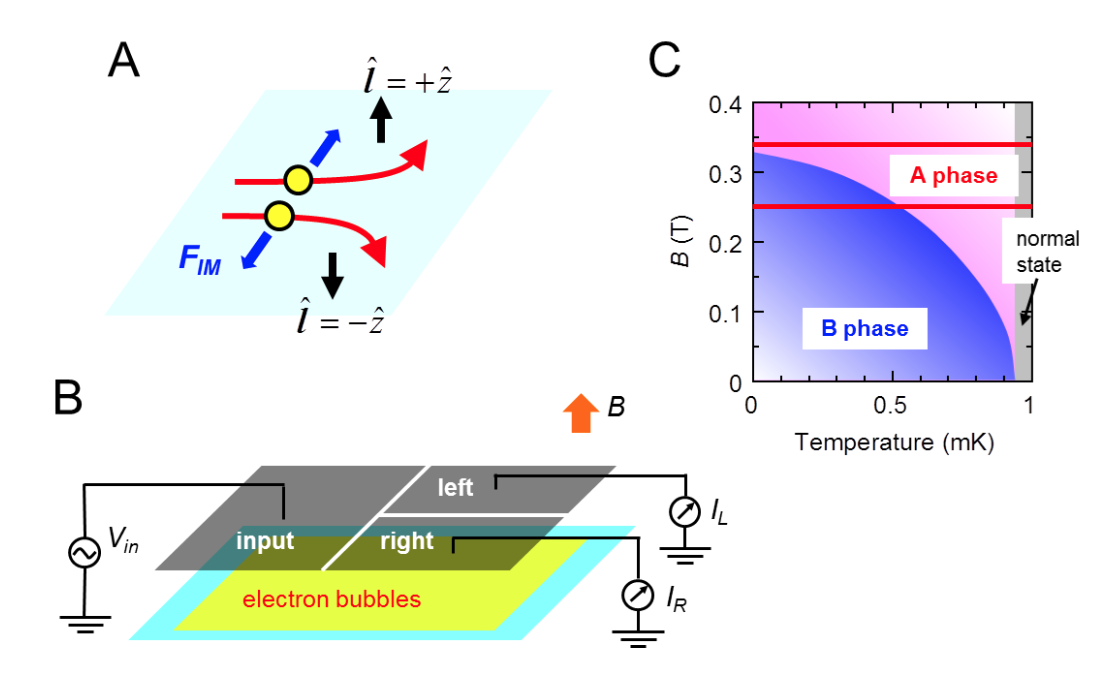 A
l̂ = +ẑ
F_IM
l̂ = −ẑ
B
B
V_in
input
left
right
electron bubbles
I_L
I_R
C
0.4
0.3
0.2
0.1
0
B (T)
A phase
B phase
normal
state
0
0.5
1
Temperature (mK)